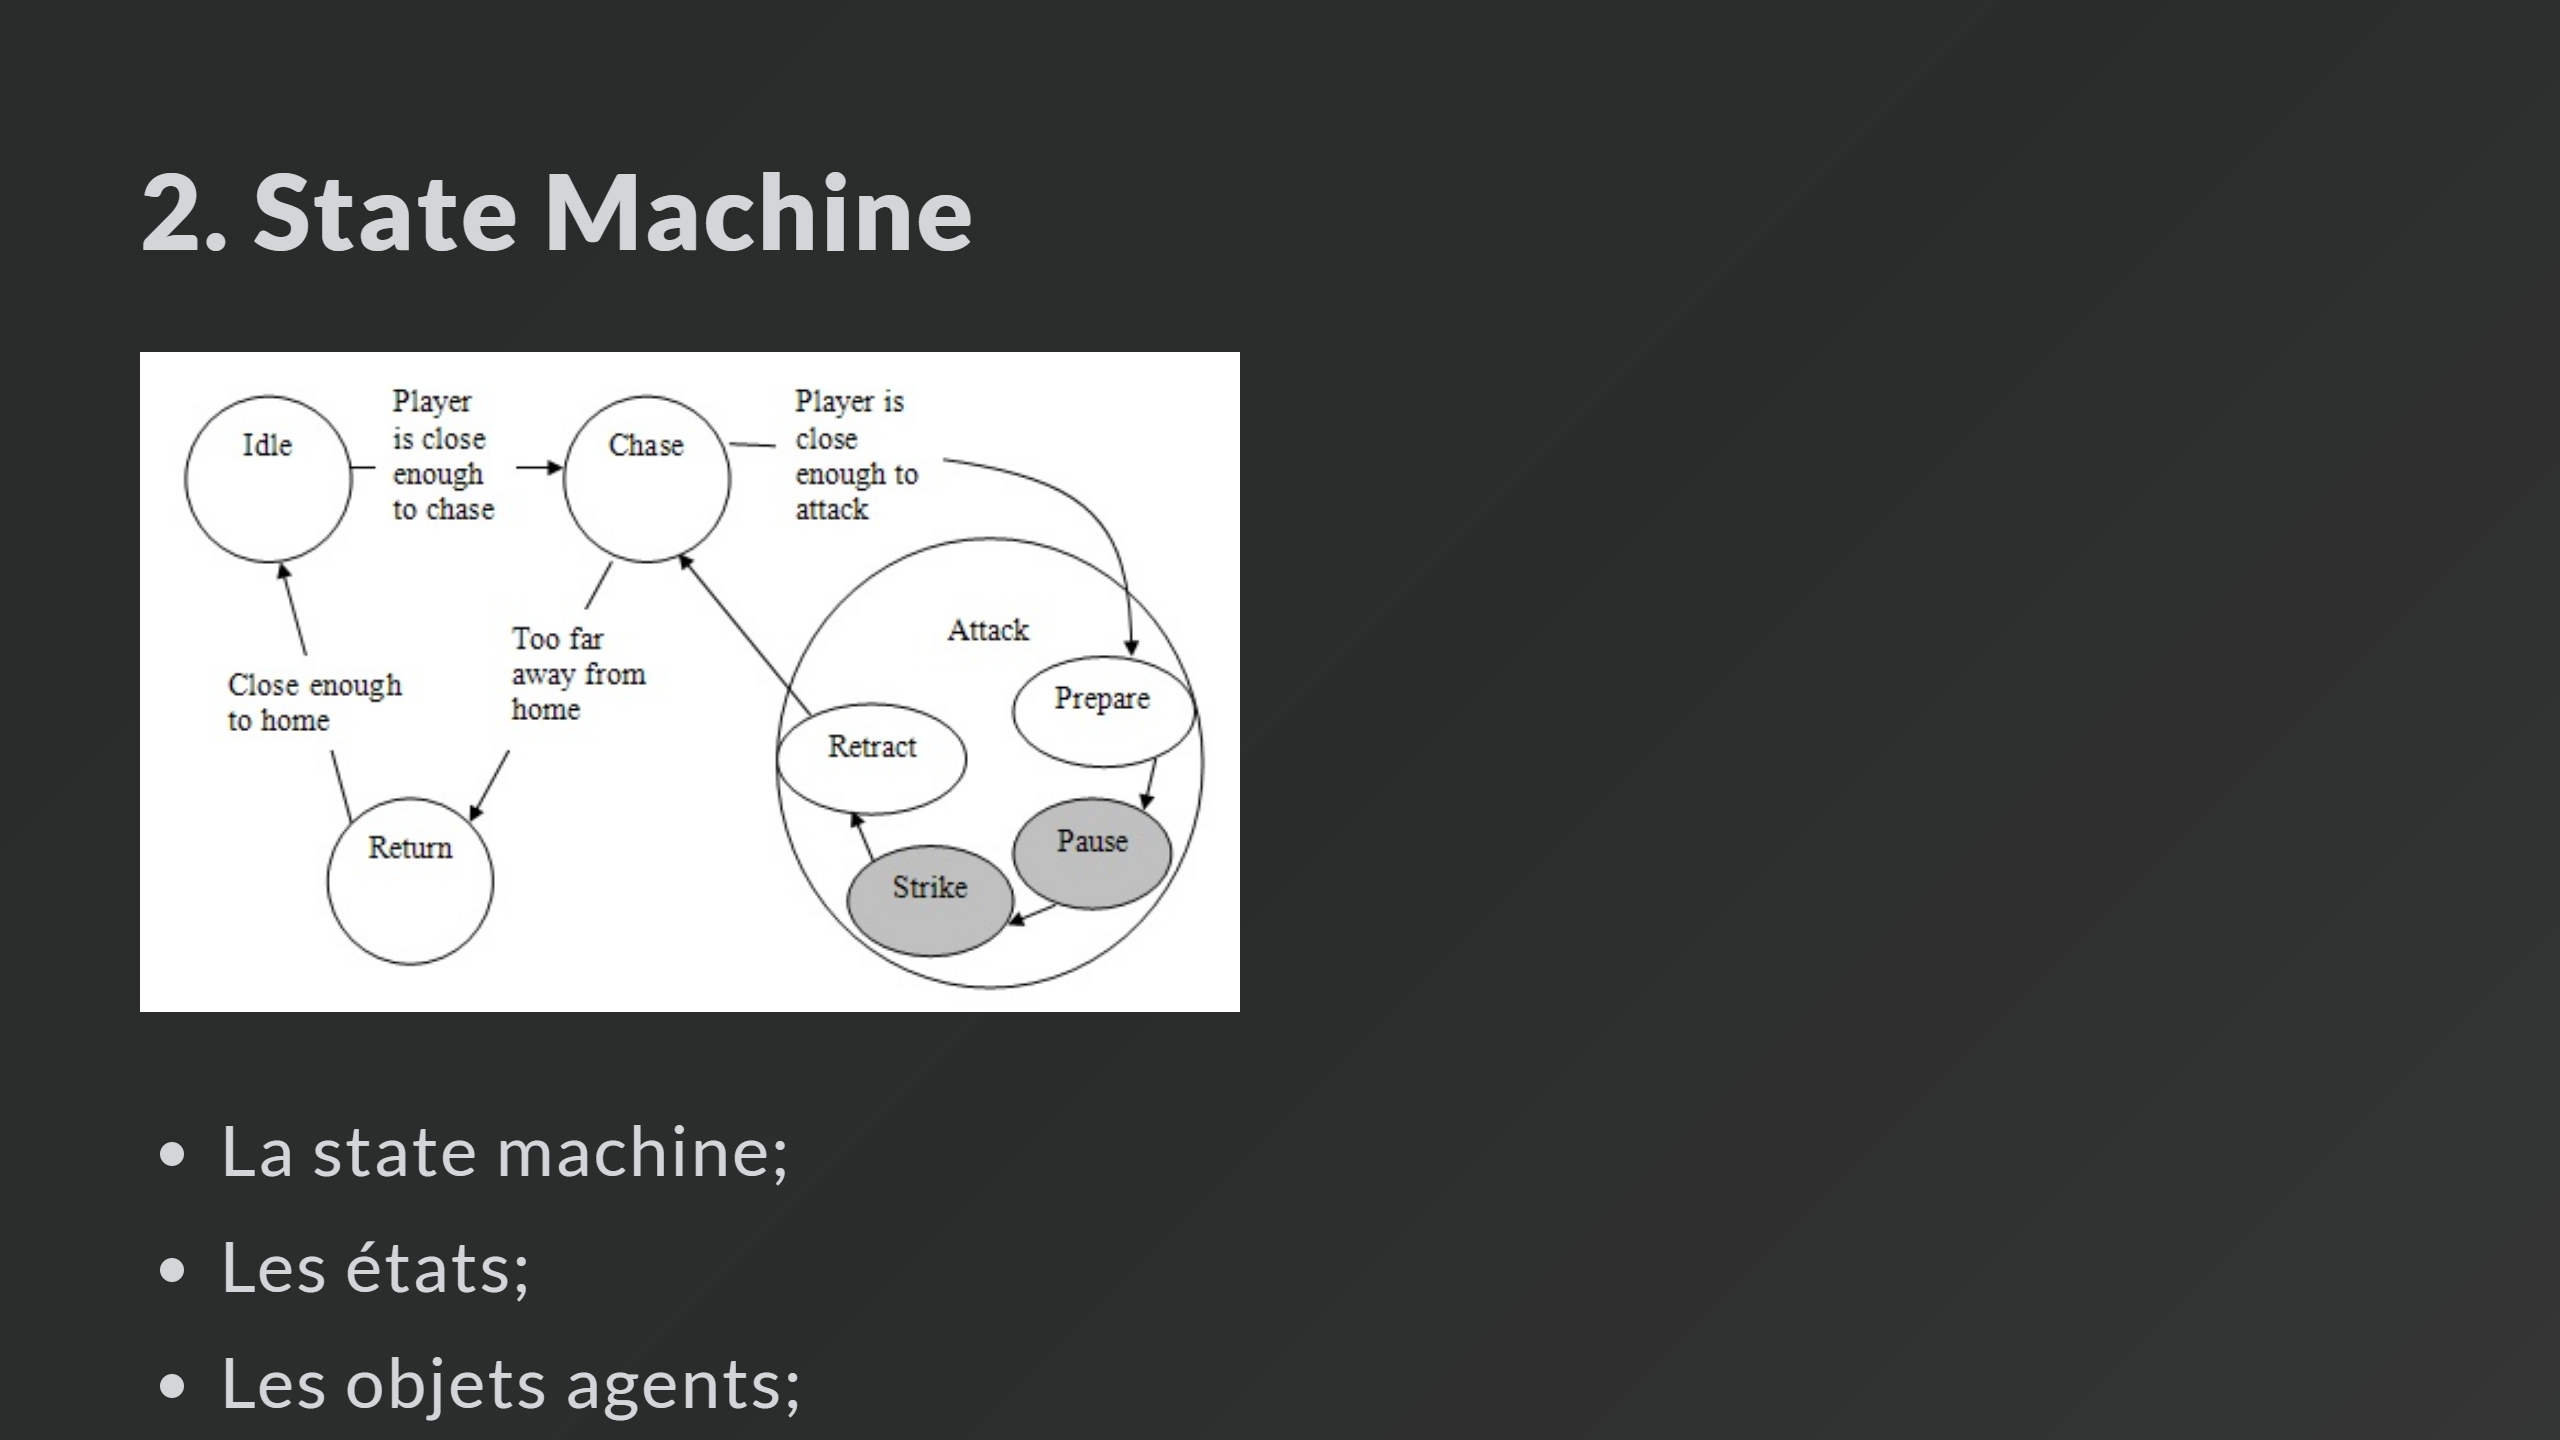 2. State Machine
Idle
Player
is close
enough
to chase
Chase
Player is
close
enough to
attack
Too far
away from
home
Close enough
to home
Return
Attack
Prepare
Retract
Pause
Strike
La state machine;
Les états;
Les objets agents;